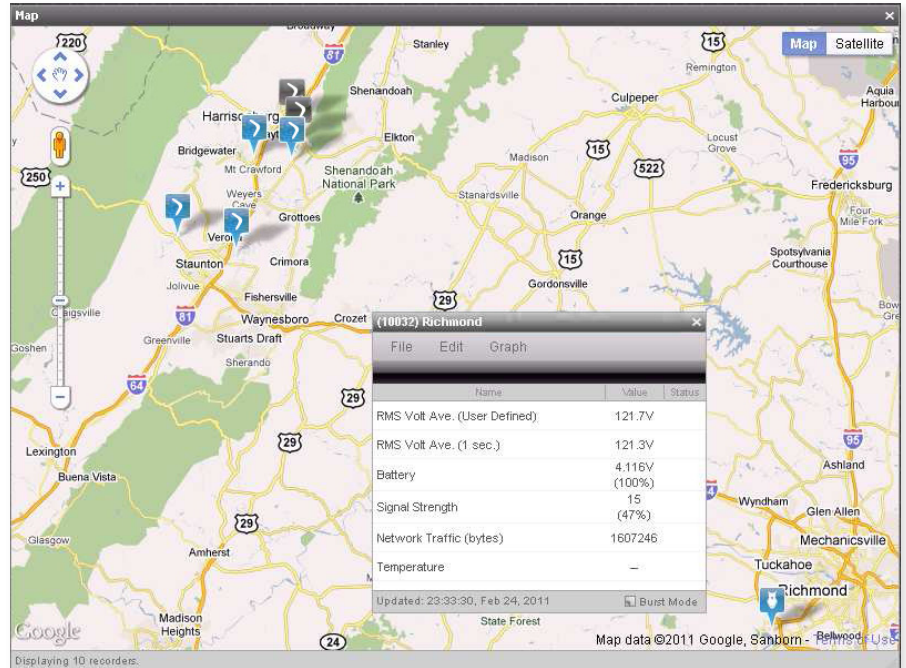 Map
Broadway
220
81
Stanley
15
Map Satellite
Remington
Shenandoah
Culpeper
Aquia
Harbour
Elkton
Locust
Grove
Bridgewater
Madison
15
95
Mt Crawford
Shenandoah
National Park
522
250
Fredericksburg
Weyers
Cave
Stanardsville
Grottoes
Orange
Four
Mile Fork
Verona
Spotsylvania
Courthouse
Staunton
Crimora
15
Jolivue
Gordonsville
Fishersville
29
Craigsville
81
Waynesboro
Crozet
Greenville
Stuarts Draft
Goshen
Sherando
64
29
(10032) Richmond
File Edit Graph
Name Value Status
RMS Volt Ave. (User Defined) 121.7V
RMS Volt Ave. (1 sec.) 121.3V
Battery 4.116V
(100%)
Signal Strength 15
(47%)
Network Traffic (bytes) 1607246
Temperature –
Updated: 23:33:30, Feb 24, 2011 Burst Mode
29
95
Lexington
Buena Vista
Ashland
Wyndham
Glen Allen
29
Glasgow
Mechanicsville
Amherst
Tuckahoe
Richmond
Madison
Heights
State Forest
Google
24
Map data ©2011 Google, Sanborn - Terms of Use
Bellwood
Displaying 10 recorders.